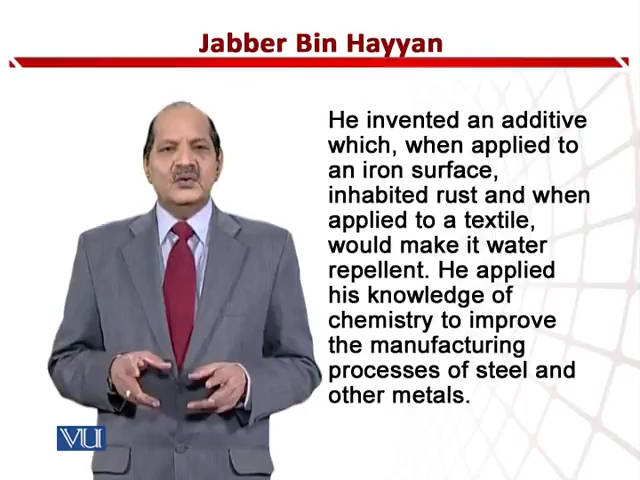 Jabber Bin Hayyan
He invented an additive
which, when applied to
an iron surface,
inhabited rust and when
applied to a textile,
would make it water
repellent. He applied
his knowledge of
chemistry to improve
the manufacturing
processes of steel and
other metals.
VU